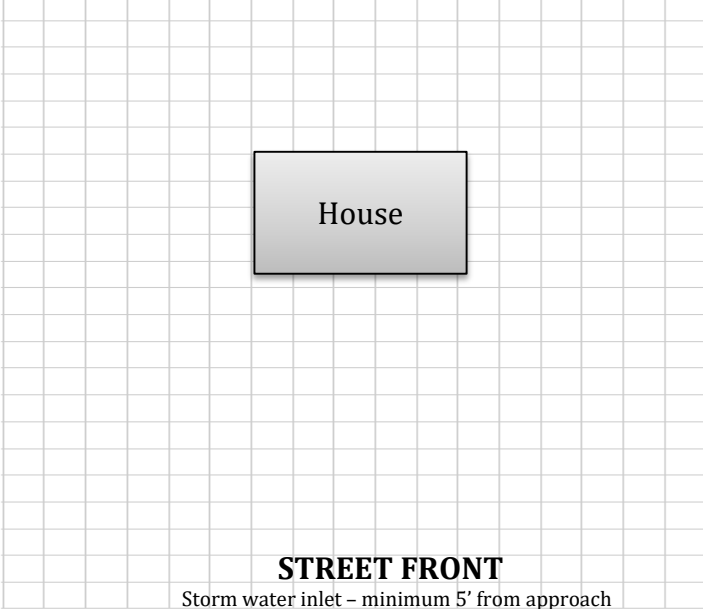 House
STREET FRONT
Storm water inlet – minimum 5’ from approach